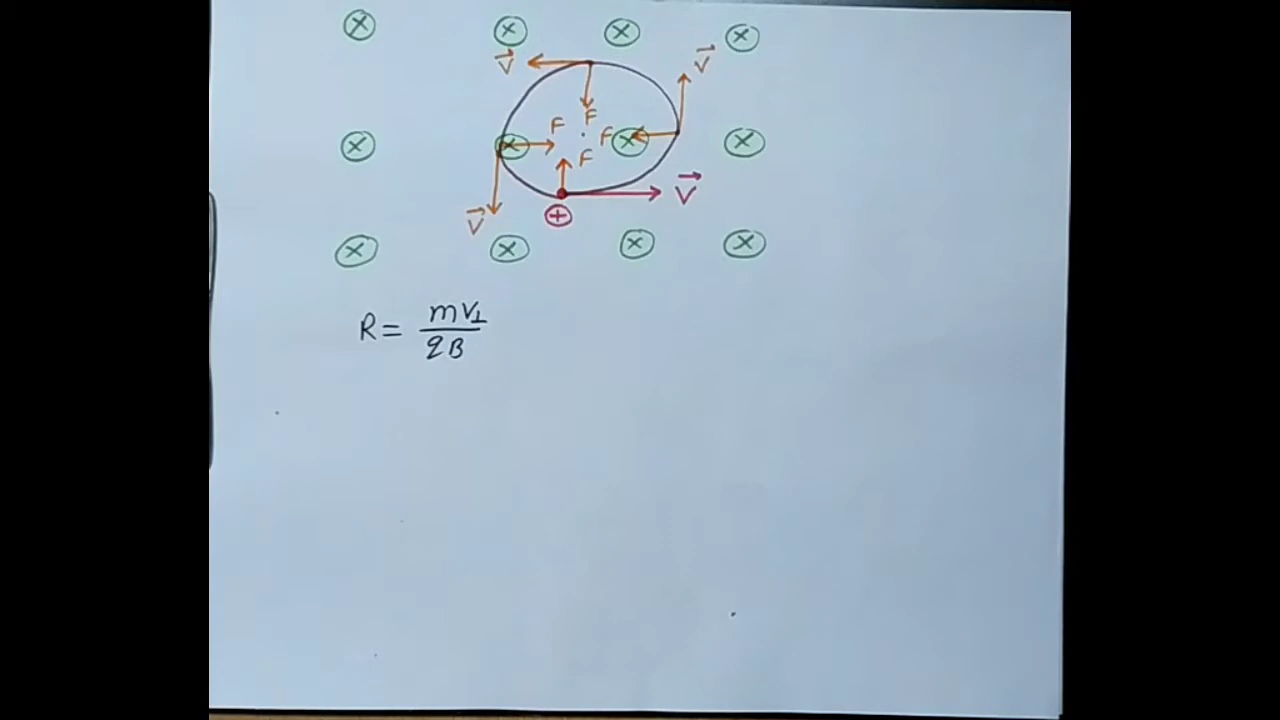 ⊗ ⊗ ⊗ ⊗
V⃗ V⃗
F
F F
⊗ ⊗ ⊗ ⊗
F
V⃗
V⃗
⊕
⊗ ⊗ ⊗ ⊗
R = mV⊥ / qB